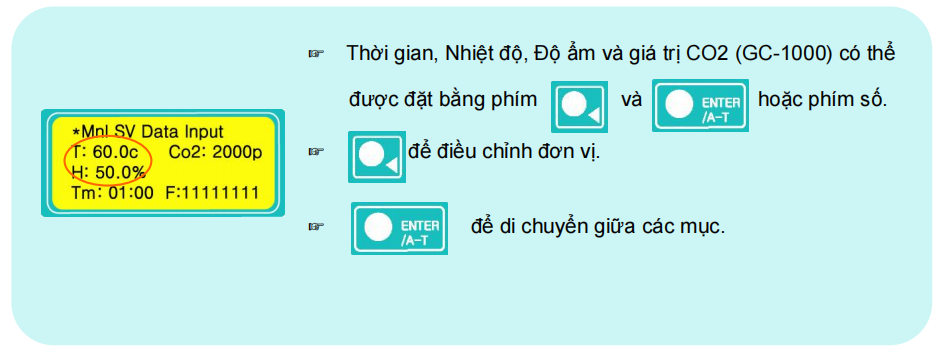 ☞ Thời gian, Nhiệt độ, Độ ẩm và giá trị CO2 (GC-1000) có thể
được đặt bằng phím và ENTER /A-T hoặc phím số.
*Mnl SV Data Input
T: 60.0c Co2: 2000p
H: 50.0%
Tm: 01:00 F:11111111
☞ để điều chỉnh đơn vị.
☞ ENTER /A-T để di chuyển giữa các mục.